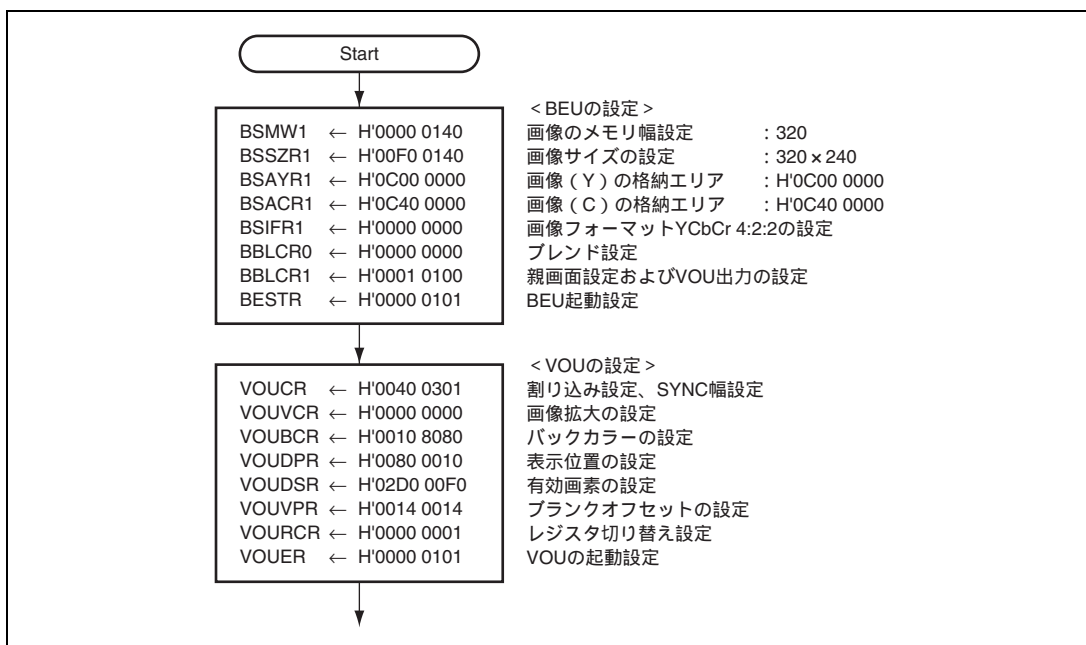 Start
<BEUの設定>
BSMW1 ← H'0000 0140 画像のメモリ幅設定 : 320
BSSZR1 ← H'00F0 0140 画像サイズの設定 : 320×240
BSAYR1 ← H'0C00 0000 画像(Y)の格納エリア : H'0C00 0000
BSACR1 ← H'0C40 0000 画像(C)の格納エリア : H'0C40 0000
BSIFR1 ← H'0000 0000 画像フォーマットYCbCr 4:2:2の設定
BBLCR0 ← H'0000 0000 ブレンド設定
BBLCR1 ← H'0001 0100 親画面設定およびVOU出力の設定
BESTR ← H'0000 0101 BEU起動設定
<VOUの設定>
VOUCR ← H'0040 0301 割り込み設定、SYNC幅設定
VOUVCR ← H'0000 0000 画像拡大の設定
VOUBCR ← H'0010 8080 バックカラーの設定
VOUDPR ← H'0080 0010 表示位置の設定
VOUDSR ← H'02D0 00F0 有効画素の設定
VOUVPR ← H'0014 0014 ブランクオフセットの設定
VOURCR ← H'0000 0001 レジスタ切り替え設定
VOUER ← H'0000 0101 VOUの起動設定